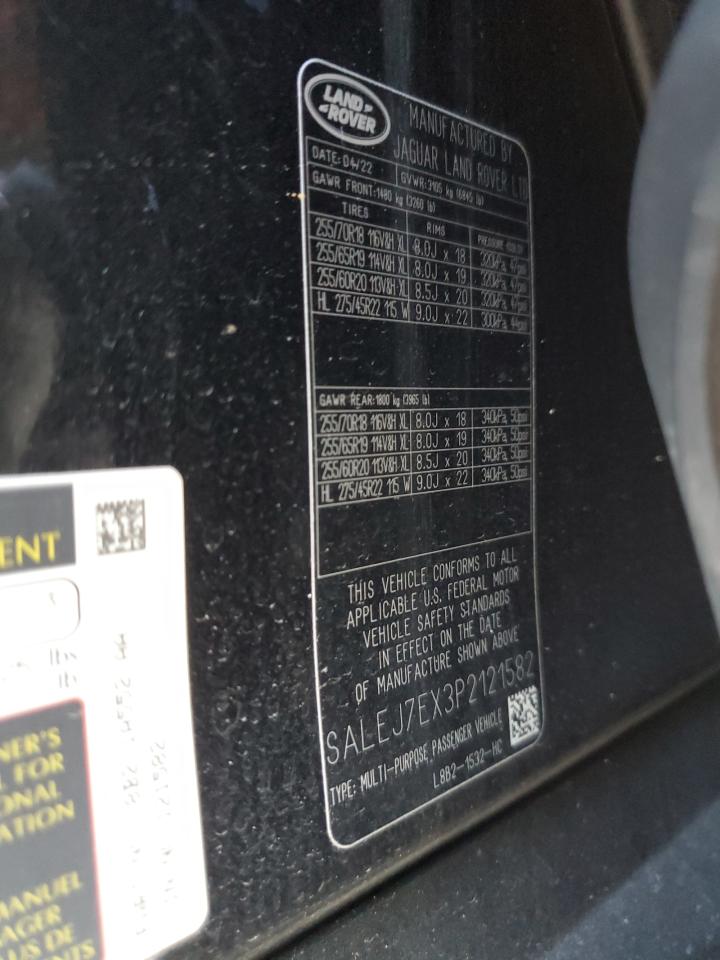 LAND
ROVER
MANUFACTURED BY
JAGUAR LAND ROVER LTD
DATE: 04/22
GVWR:3105 kg (6845 lb)
GAWR FRONT:1480 kg (3260 lb)
TIRES RIMS PRESSURE (COLD)
255/70R18 116V&H XL 8.0J x 18 320kPa, 47psi
255/65R19 114V&H XL 8.0J x 19 320kPa, 47psi
255/60R20 113V&H XL 8.5J x 20 320kPa, 47psi
HL 275/45R22 115 W 9.0J x 22 300kPa, 44psi
GAWR REAR:1800 kg (3965 lb)
255/70R18 116V&H XL 8.0J x 18 340kPa, 50psi
255/65R19 114V&H XL 8.0J x 19 340kPa, 50psi
255/60R20 113V&H XL 8.5J x 20 340kPa, 50psi
HL 275/45R22 115 W 9.0J x 22 340kPa, 50psi
THIS VEHICLE CONFORMS TO ALL
APPLICABLE U.S. FEDERAL MOTOR
VEHICLE SAFETY STANDARDS
IN EFFECT ON THE DATE
OF MANUFACTURE SHOWN ABOVE
SALEJ7EX3P2121582
TYPE: MULTI-PURPOSE PASSENGER VEHICLE
L8B2-1532-HC
ENT
lbs
lb
NER'S
L FOR
ONAL
ATION
MANUEL
AGER
LUS DE
ENTS